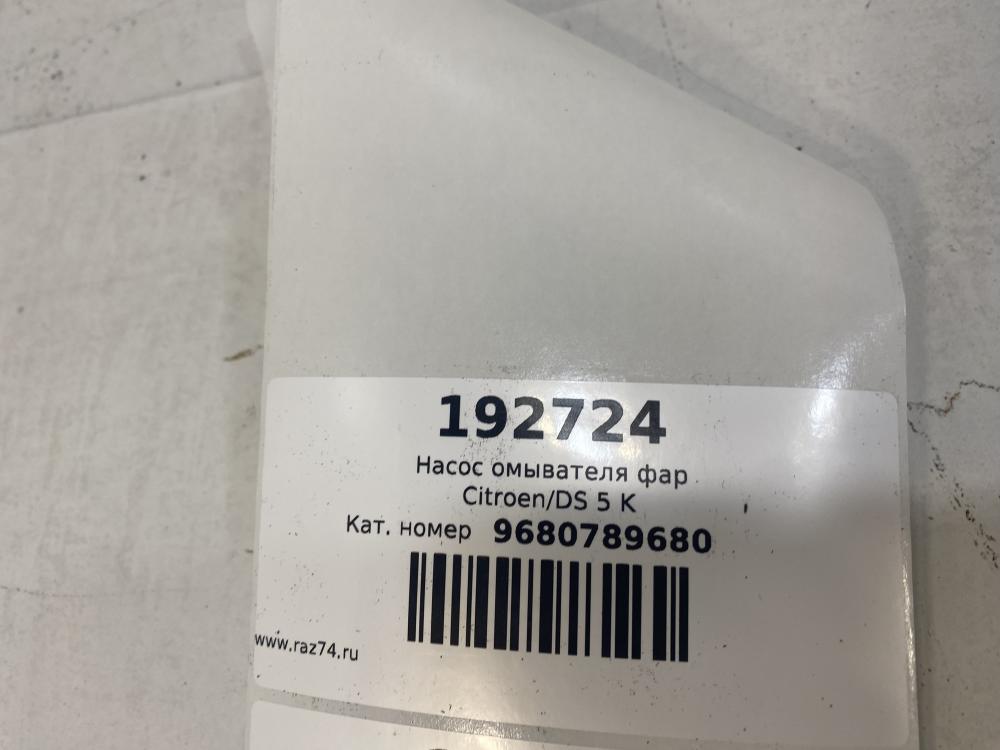 192724
Насос омывателя фар
Citroen/DS 5 K
Кат. номер 9680789680
www.raz74.ru